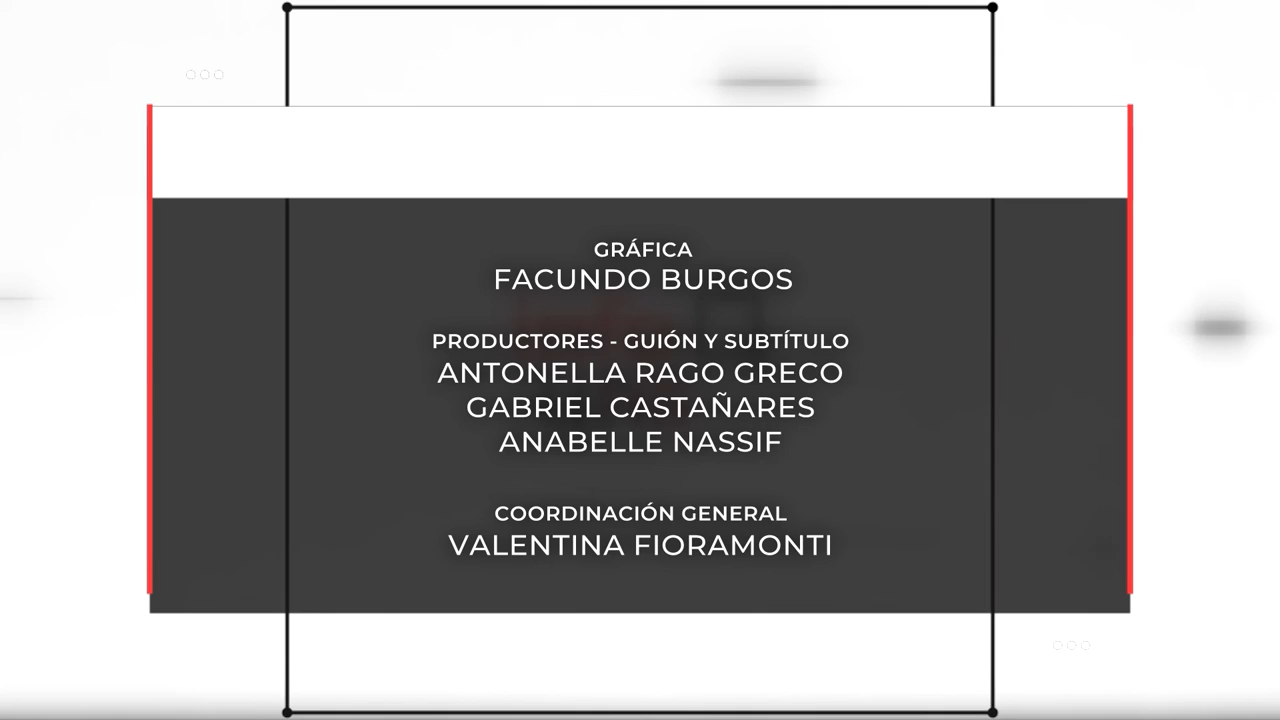 GRÁFICA
FACUNDO BURGOS
PRODUCTORES - GUIÓN Y SUBTÍTULO
ANTONELLA RAGO GRECO
GABRIEL CASTAÑARES
ANABELLE NASSIF
COORDINACIÓN GENERAL
VALENTINA FIORAMONTI